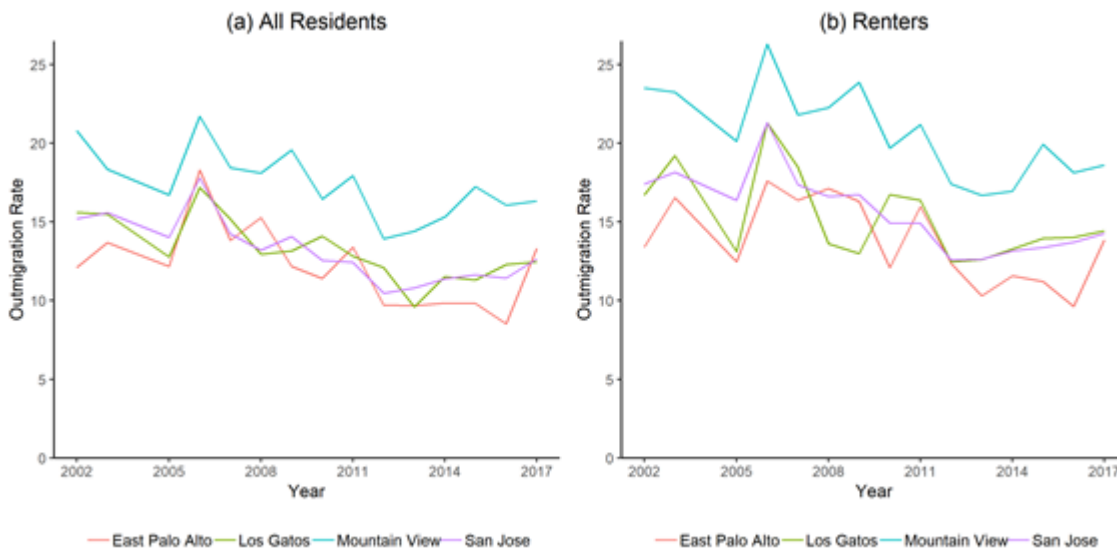 (a) All Residents
25
20
15
10
5
0
Outmigration Rate
2002 2005 2008 2011 2014 2017
Year
East Palo Alto Los Gatos Mountain View San Jose
(b) Renters
25
20
15
10
5
0
Outmigration Rate
2002 2005 2008 2011 2014 2017
Year
East Palo Alto Los Gatos Mountain View San Jose